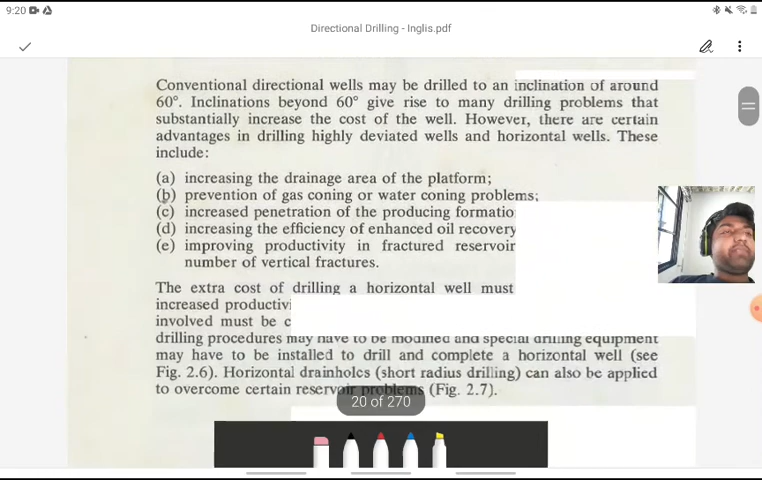 9:20
Directional Drilling - Inglis.pdf
Conventional directional wells may be drilled to an inclination of around
60°. Inclinations beyond 60° give rise to many drilling problems that
substantially increase the cost of the well. However, there are certain
advantages in drilling highly deviated wells and horizontal wells. These
include:
(a) increasing the drainage area of the platform;
(b) prevention of gas coning or water coning problems;
(c) increased penetration of the producing formatio
(d) increasing the efficiency of enhanced oil recovery
(e) improving productivity in fractured reservoir
number of vertical fractures.
The extra cost of drilling a horizontal well must
increased productivi
involved must be c
drilling procedures may have to be modified and special drilling equipment
may have to be installed to drill and complete a horizontal well (see
Fig. 2.6). Horizontal drainholes (short radius drilling) can also be applied
to overcome certain reservoir problems (Fig. 2.7).
20 of 270